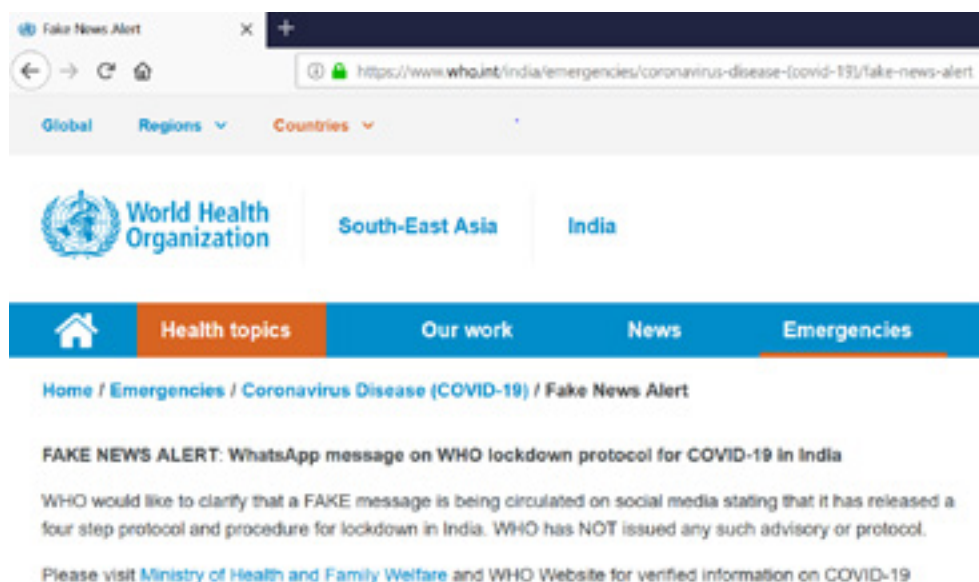 Fake News Alert
https://www.who.int/india/emergencies/coronavirus-disease-(covid-19)/fake-news-alert
Global Regions Countries
World Health
Organization
South-East Asia India
Health topics Our work News Emergencies
Home / Emergencies / Coronavirus Disease (COVID-19) / Fake News Alert
FAKE NEWS ALERT: WhatsApp message on WHO lockdown protocol for COVID-19 in India
WHO would like to clarify that a FAKE message is being circulated on social media stating that it has released a
four step protocol and procedure for lockdown in India. WHO has NOT issued any such advisory or protocol.
Please visit Ministry of Health and Family Welfare and WHO Website for verified information on COVID-19